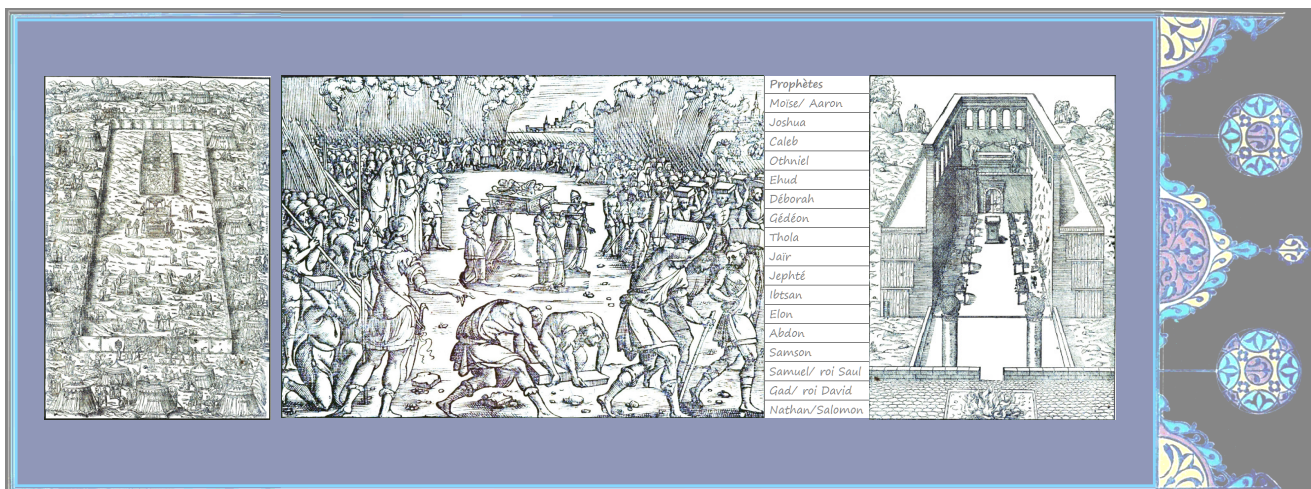 Prophètes
Moïse/ Aaron
Joshua
Caleb
Othniel
Ehud
Déborah
Gédéon
Thola
Jaïr
Jephté
Ibtsan
Elon
Abdon
Samson
Samuel/ roi Saul
Gad/ roi David
Nathan/Salomon